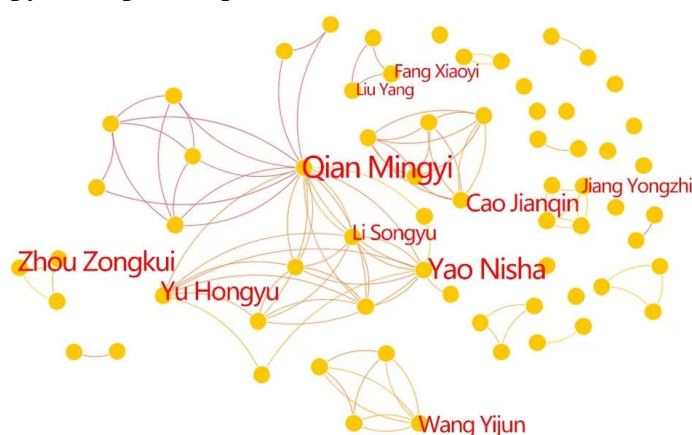 Fang Xiaoyi
Liu Yang
Qian Mingyi
Jiang Yongzhi
Cao Jianqin
Li Songyu
Zhou Zongkui
Yao Nisha
Yu Hongyu
Wang Yijun